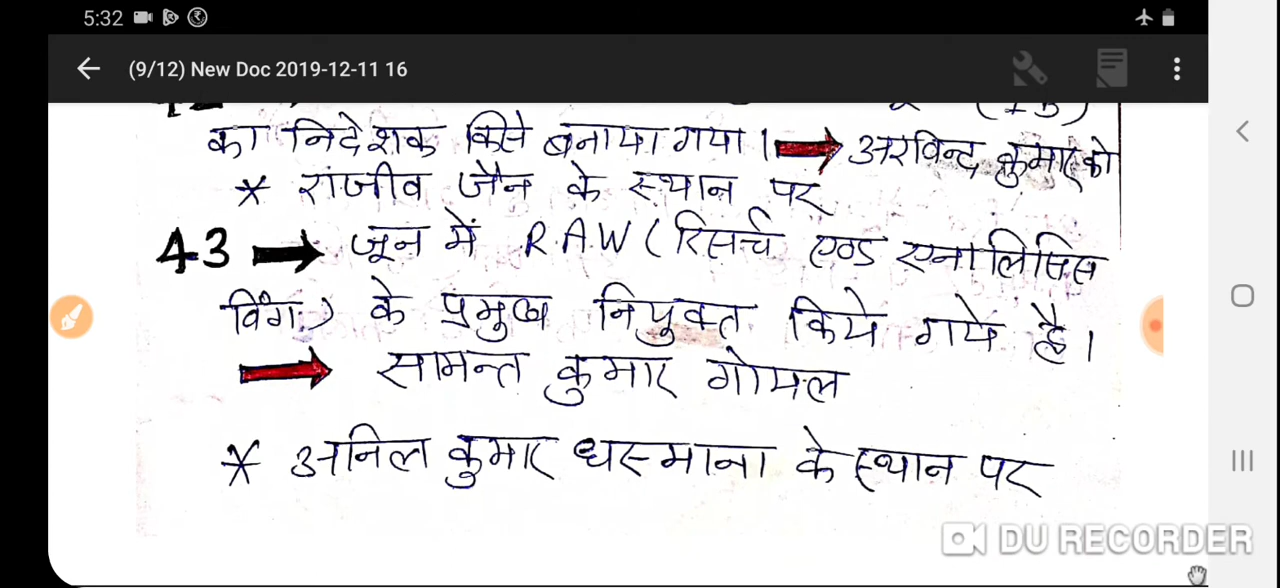 5:32
(9/12) New Doc 2019-12-11 16
(IB)
का निदेशक किसे बनाया गया। अरविन्द कुमार को
* राजीव जैन के स्थान पर
43 जून में R.A.W (रिसर्च एण्ड एनालिसिस
विंग) के प्रमुख नियुक्त किये गये है।
सामन्त कुमार गोयल
* अनिल कुमार धस्माना के स्थान पर
DU RECORDER